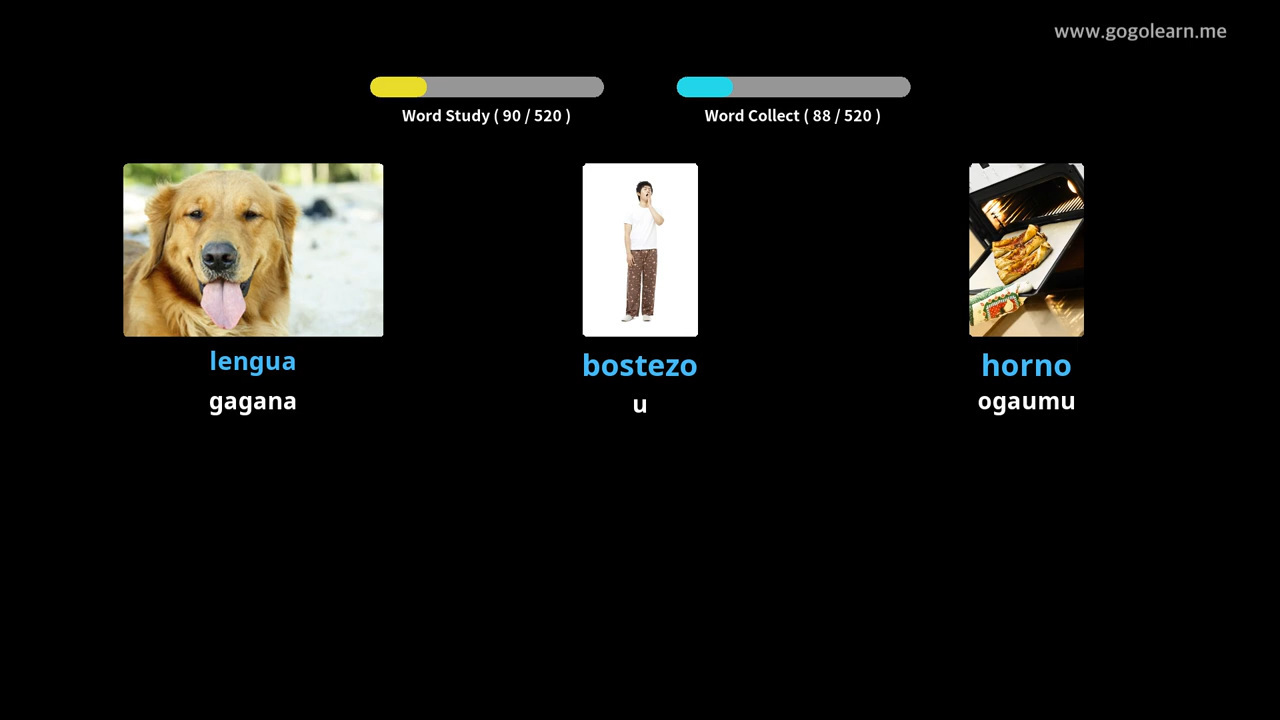 www.gogolearn.me
Word Study ( 90 / 520 )
Word Collect ( 88 / 520 )
lengua
gagana
bostezo
u
horno
ogaumu